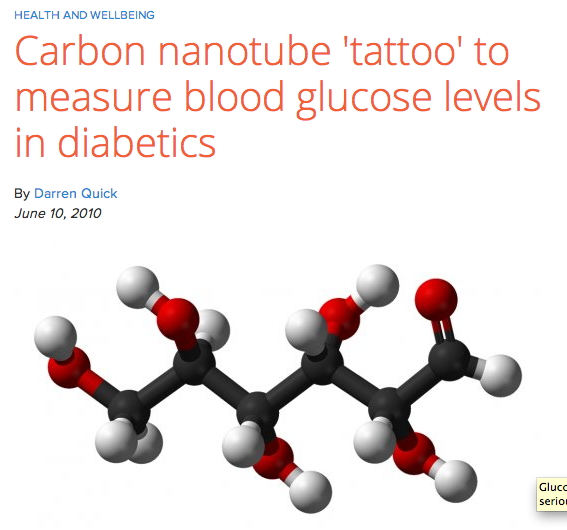 HEALTH AND WELLBEING
Carbon nanotube 'tattoo' to
measure blood glucose levels
in diabetics
By Darren Quick
June 10, 2010